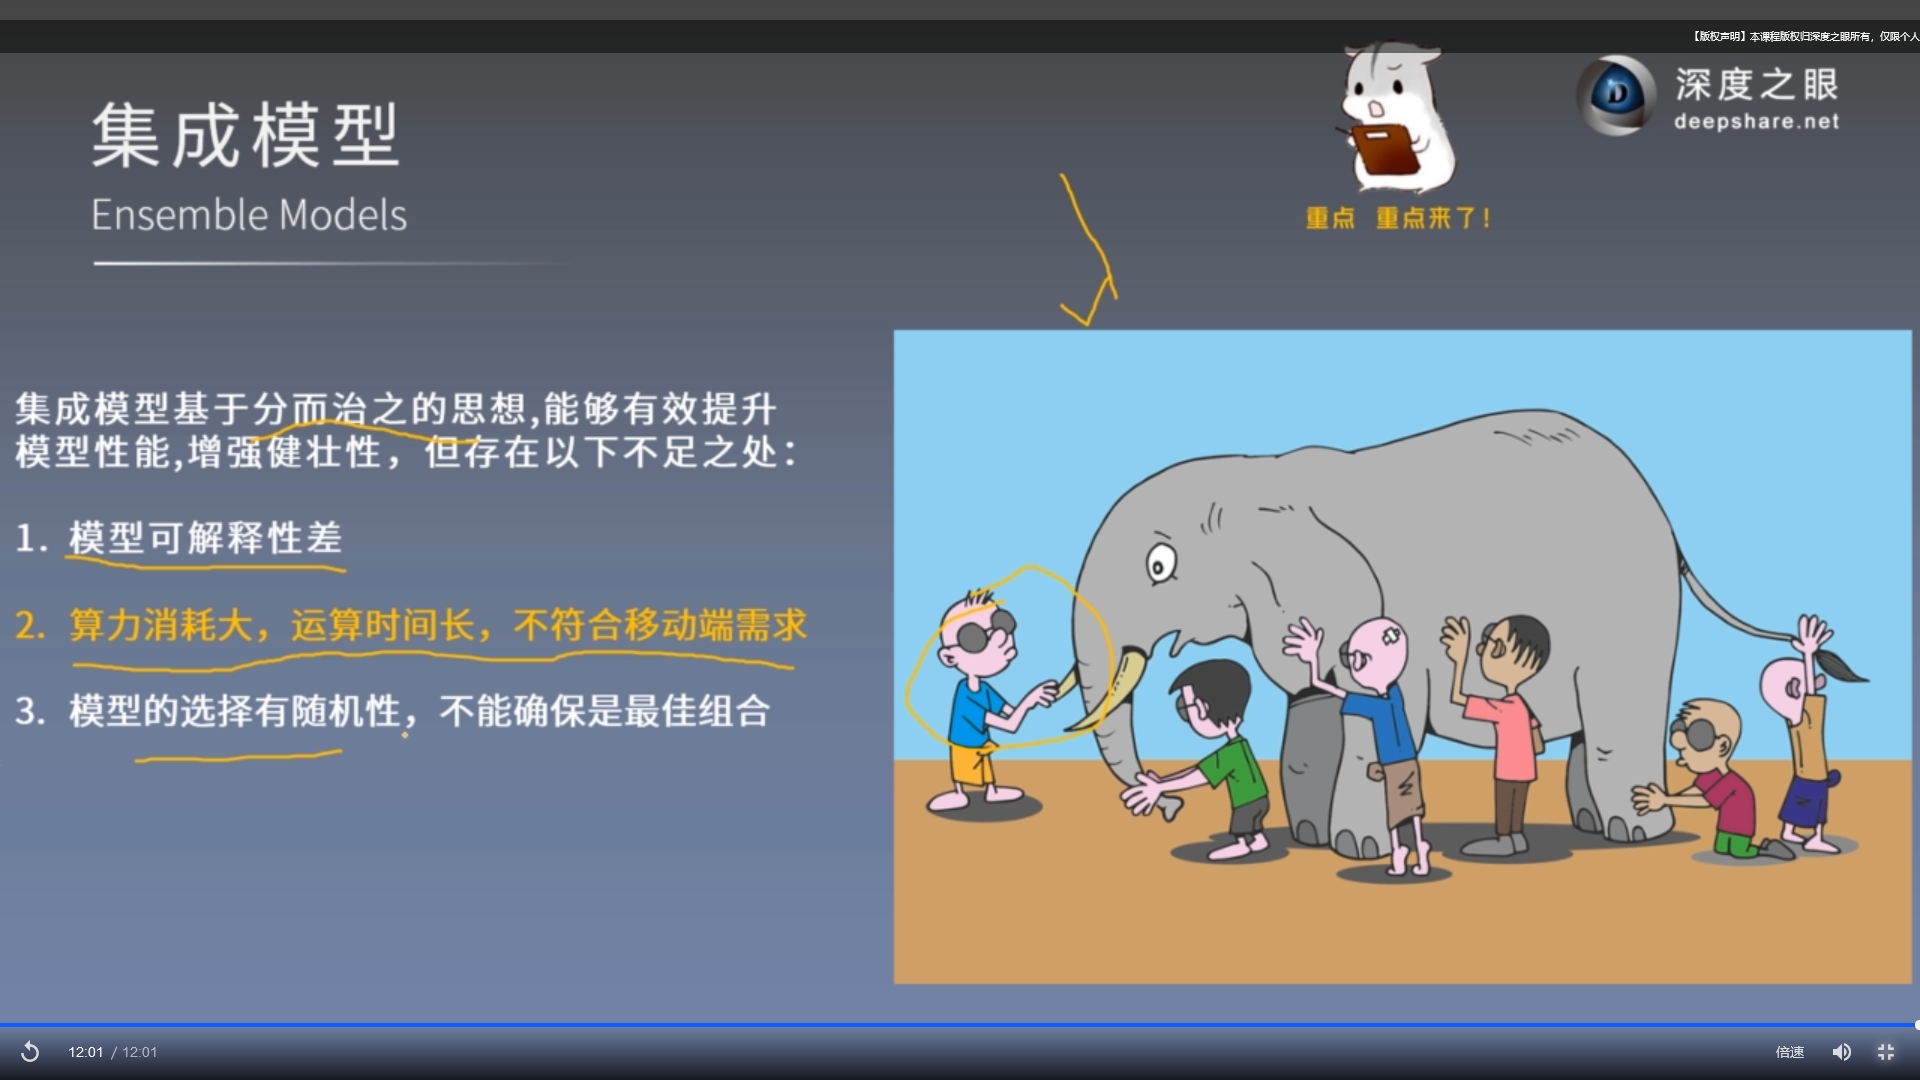 【版权声明】本课程版权归深度之眼所有，仅限个人
深度之眼
deepshare.net
集成模型
Ensemble Models
重点 重点来了！
集成模型基于分而治之的思想,能够有效提升
模型性能,增强健壮性，但存在以下不足之处：
1. 模型可解释性差
2. 算力消耗大，运算时间长，不符合移动端需求
3. 模型的选择有随机性，不能确保是最佳组合
12:01 / 12:01
倍速